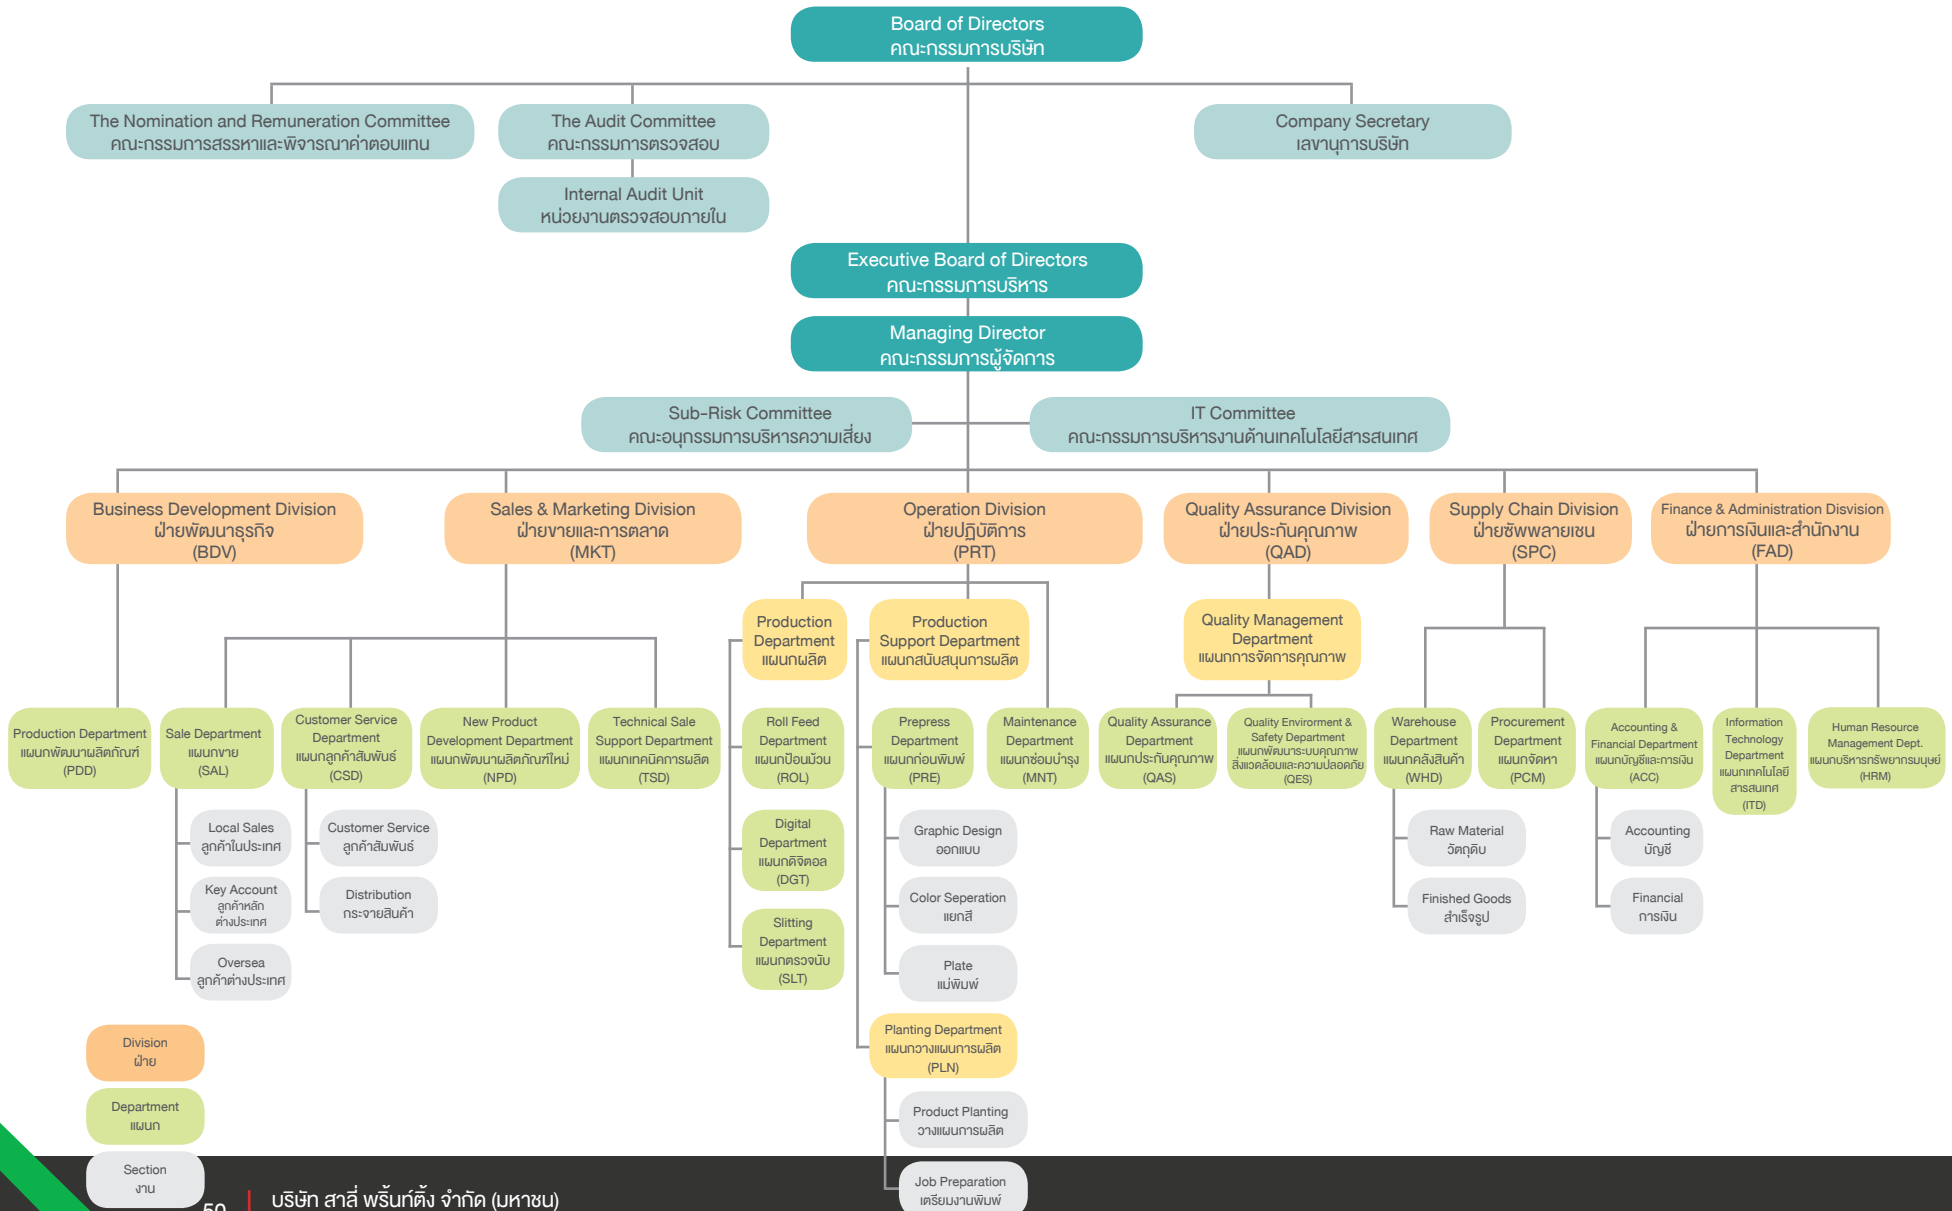 Board of Directors
คณะกรรมการบริษัท
The Nomination and Remuneration Committee
คณะกรรมการสรรหาและพิจารณาค่าตอบแทน
The Audit Committee
คณะกรรมการตรวจสอบ
Company Secretary
เลขานุการบริษัท
Internal Audit Unit
หน่วยงานตรวจสอบภายใน
Executive Board of Directors
คณะกรรมการบริหาร
Managing Director
คณะกรรมการผู้จัดการ
Sub-Risk Committee
คณะอนุกรรมการบริหารความเสี่ยง
IT Committee
คณะกรรมการบริหารงานด้านเทคโนโลยีสารสนเทศ
Business Development Division
ฝ่ายพัฒนาธุรกิจ
(BDV)
Sales & Marketing Division
ฝ่ายขายและการตลาด
(MKT)
Operation Division
ฝ่ายปฏิบัติการ
(PRT)
Quality Assurance Division
ฝ่ายประกันคุณภาพ
(QAD)
Supply Chain Division
ฝ่ายซัพพลายเชน
(SPC)
Finance & Administration Disvision
ฝ่ายการเงินและสำนักงาน
(FAD)
Production
Department
แผนกผลิต
Production
Support Department
แผนกสนับสนุนการผลิต
Quality Management
Department
แผนกการจัดการคุณภาพ
Production Department
แผนกพัฒนาผลิตภัณฑ์
(PDD)
Sale Department
แผนกขาย
(SAL)
Customer Service
Department
แผนกลูกค้าสัมพันธ์
(CSD)
New Product
Development Department
แผนกพัฒนาผลิตภัณฑ์ใหม่
(NPD)
Technical Sale
Support Department
แผนกเทคนิคการผลิต
(TSD)
Roll Feed
Department
แผนกป้อนม้วน
(ROL)
Prepress
Department
แผนกก่อนพิมพ์
(PRE)
Maintenance
Department
แผนกซ่อมบำรุง
(MNT)
Quality Assurance
Department
แผนกประกันคุณภาพ
(QAS)
Quality Envirorment &
Safety Department
แผนกพัฒนาระบบคุณภาพ
สิ่งแวดล้อมและความปลอดภัย
(QES)
Warehouse
Department
แผนกคลังสินค้า
(WHD)
Procurement
Department
แผนกจัดหา
(PCM)
Accounting &
Financial Department
แผนกบัญชีและการเงิน
(ACC)
Information
Technology
Department
แผนกเทคโนโลยี
สารสนเทศ
(ITD)
Human Resource
Management Dept.
แผนกบริหารทรัพยากรมนุษย์
(HRM)
Local Sales
ลูกค้าในประเทศ
Key Account
ลูกค้าหลัก
ต่างประเทศ
Oversea
ลูกค้าต่างประเทศ
Customer Service
ลูกค้าสัมพันธ์
Distribution
กระจายสินค้า
Digital
Department
แผนกดิจิตอล
(DGT)
Slitting
Department
แผนกตรวจนับ
(SLT)
Graphic Design
ออกแบบ
Color Seperation
แยกสี
Plate
แม่พิมพ์
Raw Material
วัตถุดิบ
Finished Goods
สำเร็จรูป
Accounting
บัญชี
Financial
การเงิน
Planting Department
แผนกวางแผนการผลิต
(PLN)
Product Planting
วางแผนการผลิต
Job Preparation
เตรียมงานพิมพ์
Division
ฝ่าย
Department
แผนก
Section
งาน
50
บริษัท สาลี่ พริ้นท์ติ้ง จำกัด (มหาชน)